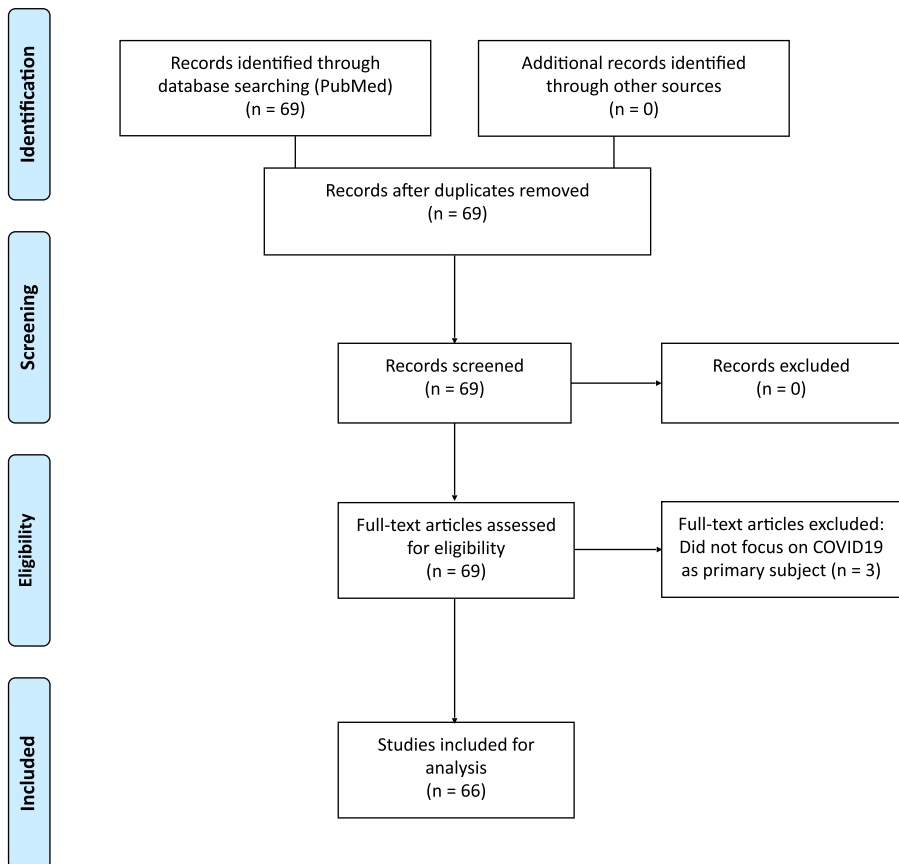 Identification
Records identified through
database searching (PubMed)
(n = 69)
Additional records identified
through other sources
(n = 0)
Records after duplicates removed
(n = 69)
Screening
Records screened
(n = 69)
Records excluded
(n = 0)
Eligibility
Full-text articles assessed
for eligibility
(n = 69)
Full-text articles excluded:
Did not focus on COVID19
as primary subject (n = 3)
Included
Studies included for
analysis
(n = 66)